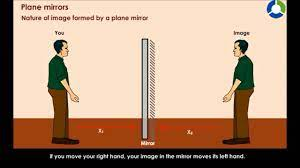 Plane mirrors
Nature of image formed by a plane mirror
You
Image
Mirror
If you move your right hand, your image in the mirror moves its left hand.